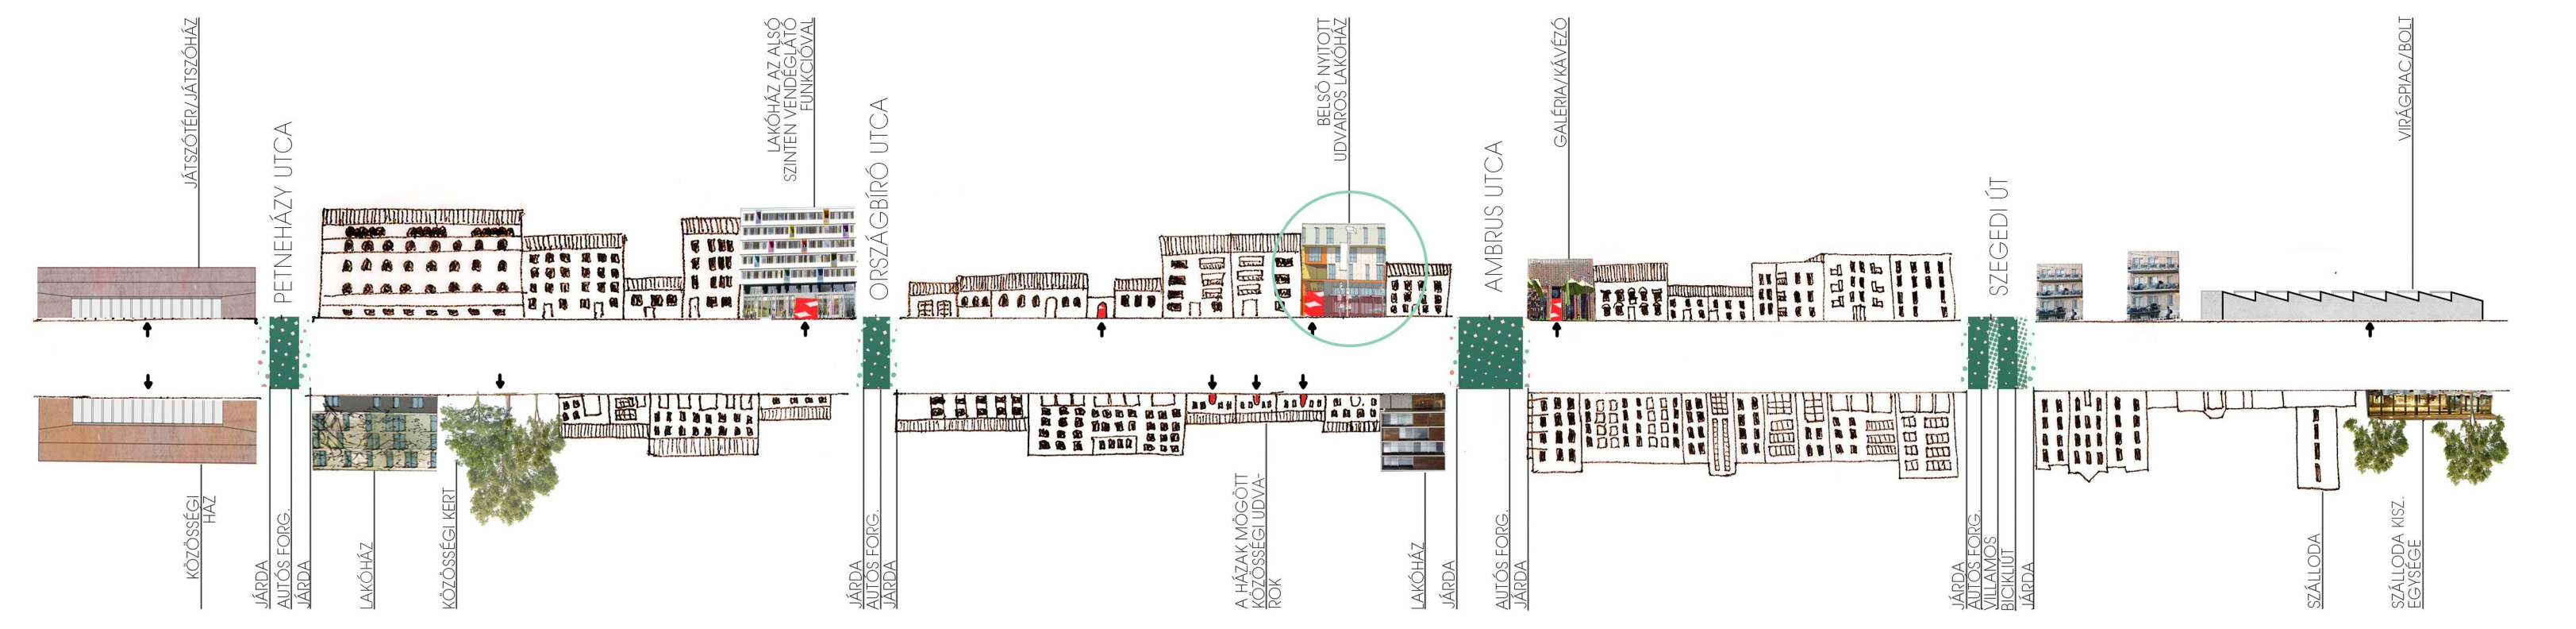 JÁTSZÓTÉR/JÁTSZÓHÁZ
PETNEHÁZY UTCA
LAKÓHÁZ AZ ALSÓ
SZINTEN VENDÉGLÁTÓ
FUNKCIÓVAL
ORSZÁGBÍRÓ UTCA
BELSŐ NYITOTT
UDVAROS LAKÓHÁZ
AMBRUS UTCA
GALÉRIA/KÁVÉZÓ
SZEGEDI ÚT
VIRÁGPIAC/BOLT
KÖZÖSSÉGI
HÁZ
JÁRDA
AUTÓS FORG.
JÁRDA
LAKÓHÁZ
KÖZÖSSÉGI KERT
JÁRDA
AUTÓS FORG.
JÁRDA
A HÁZAK MÖGÖTT
KÖZÖSSÉGI UDVA-
ROK
LAKÓHÁZ
JÁRDA
AUTÓS FORG.
JÁRDA
JÁRDA
AUTÓS FORG.
VILLAMOS
BICIKLIÚT
JÁRDA
SZÁLLODA
SZÁLLODA KISZ.
EGYSÉGE